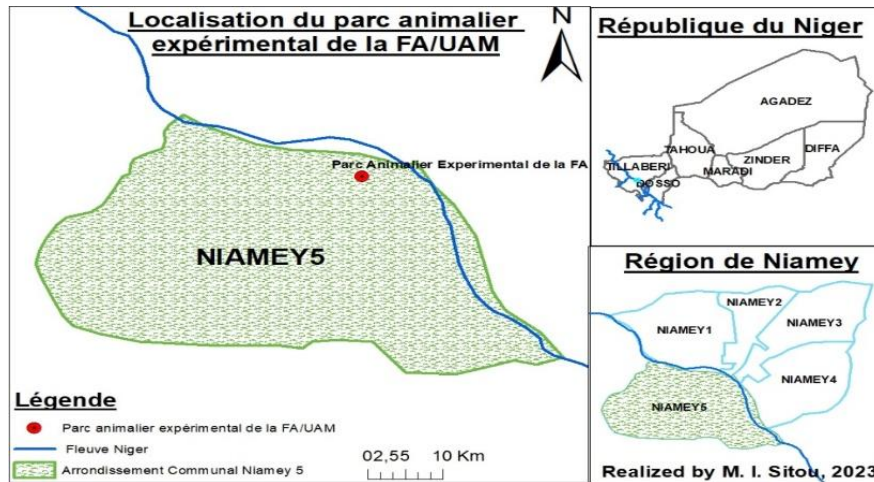 Localisation du parc animalier
expérimental de la FA/UAM
N
Parc Animalier Experimental de la FA
NIAMEY5
Légende
Parc animalier expérimental de la FA/UAM
Fleuve Niger
Arrondissement Communal Niamey 5
02,55 10 Km
République du Niger
AGADEZ
TAHOUA
DIFFA
ZINDER
TILLABERI
MARADI
DOSSO
Région de Niamey
NIAMEY2
NIAMEY1
NIAMEY3
NIAMEY4
NIAMEY5
Realized by M. I. Sitou, 2023